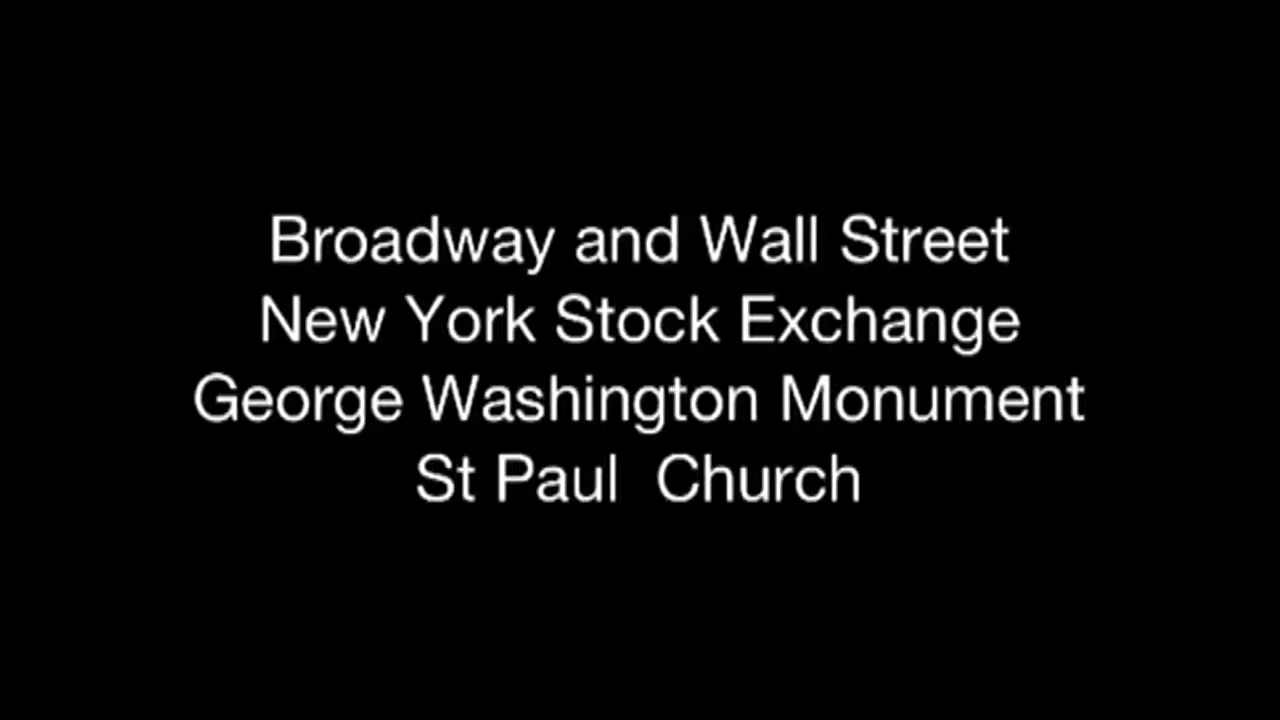 Broadway and Wall Street
New York Stock Exchange
George Washington Monument
St Paul  Church